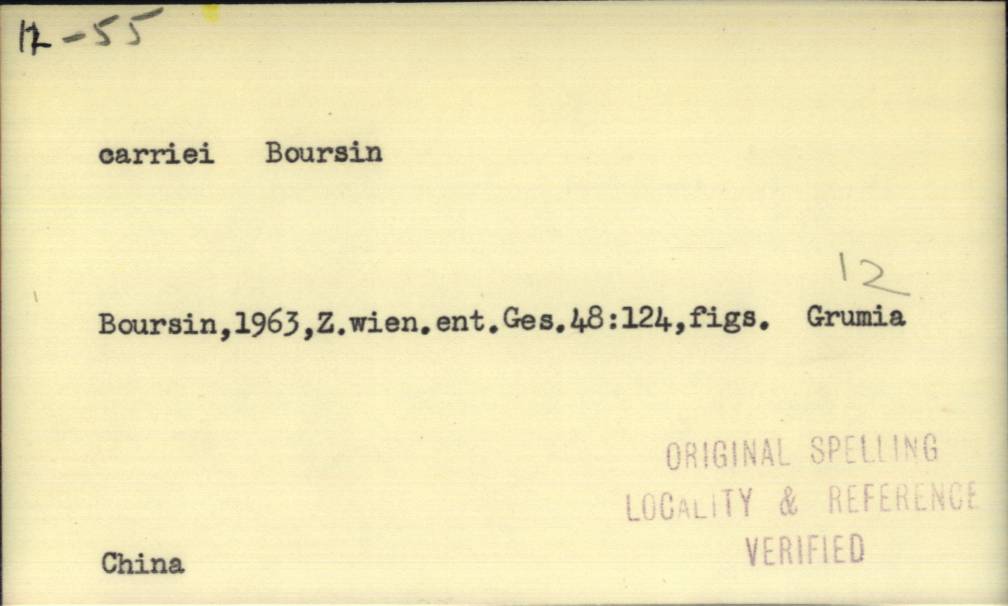 12-55
carriei Boursin
12
Boursin,1963,Z.wien.ent.Ges.48:124,figs. Grumia
ORIGINAL SPELLING
LOCALITY & REFERENCE
VERIFIED
China